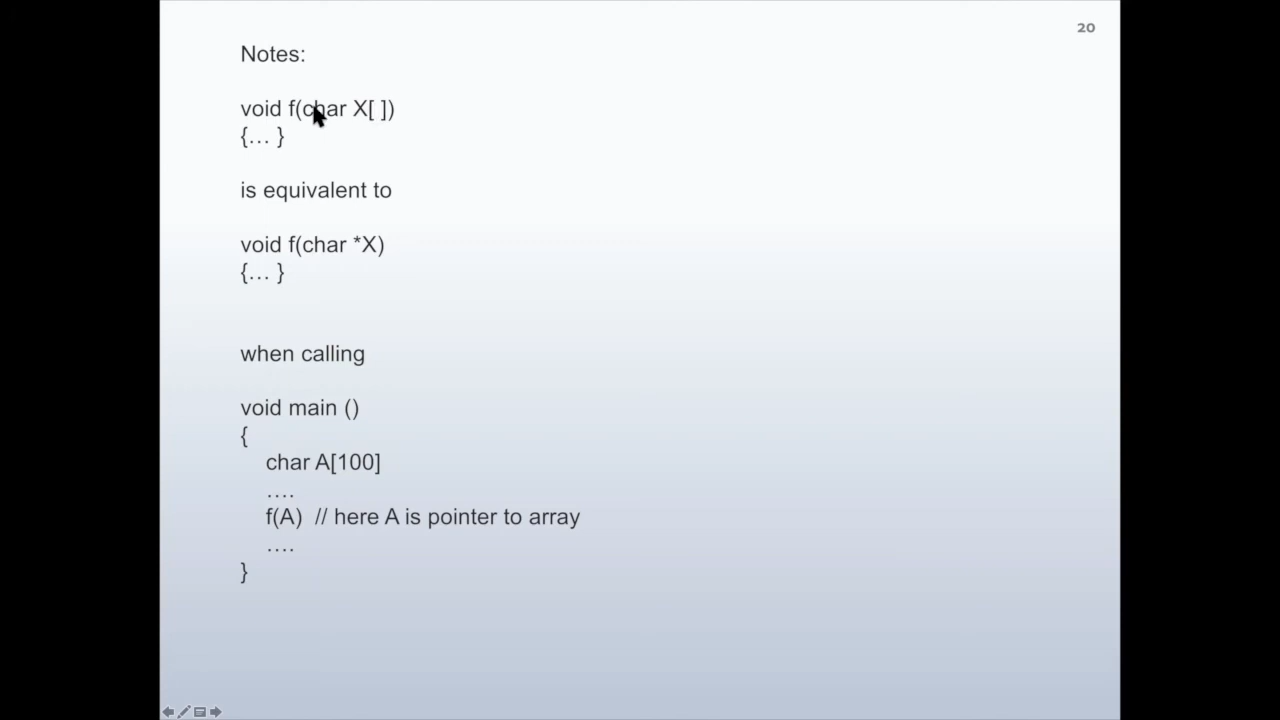 20
Notes:
void f(char X[ ])
{… }
is equivalent to
void f(char *X)
{… }
when calling
void main ()
{
char A[100]
….
f(A)  // here A is pointer to array
….
}